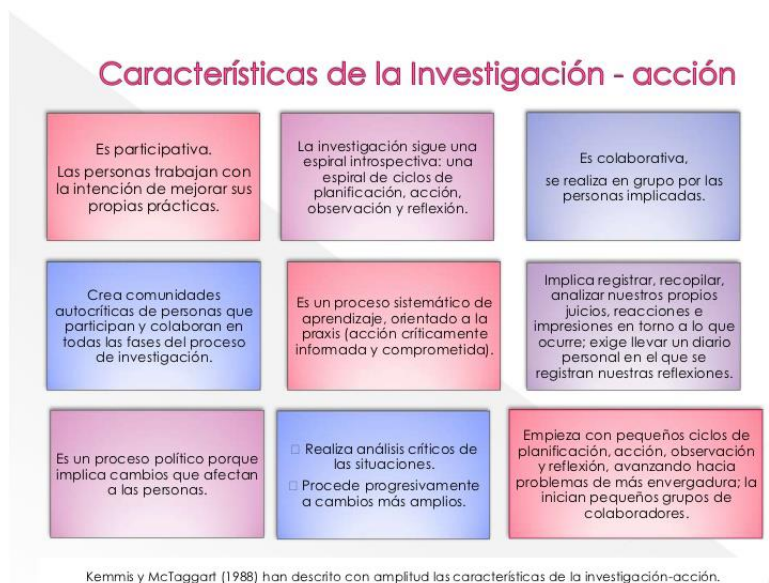 Características de la Investigación - acción
Es participativa.
Las personas trabajan con
la intención de mejorar sus
propias prácticas.
La investigación sigue una
espiral introspectiva: una
espiral de ciclos de
planificación, acción,
observación y reflexión.
Es colaborativa,
se realiza en grupo por las
personas implicadas.
Crea comunidades
autocríticas de personas que
participan y colaboran en
todas las fases del proceso
de investigación.
Es un proceso sistemático de
aprendizaje, orientado a la
praxis (acción críticamente
informada y comprometida).
Implica registrar, recopilar,
analizar nuestros propios
juicios, reacciones e
impresiones en torno a lo que
ocurre; exige llevar un diario
personal en el que se
registran nuestras reflexiones.
Es un proceso político porque
implica cambios que afectan
a las personas.
Realiza análisis críticos de
las situaciones.
Procede progresivamente
a cambios más amplios.
Empieza con pequeños ciclos de
planificación, acción, observación
y reflexión, avanzando hacia
problemas de más envergadura; la
inician pequeños grupos de
colaboradores.
Kemmis y McTaggart (1988) han descrito con amplitud las características de la investigación-acción.